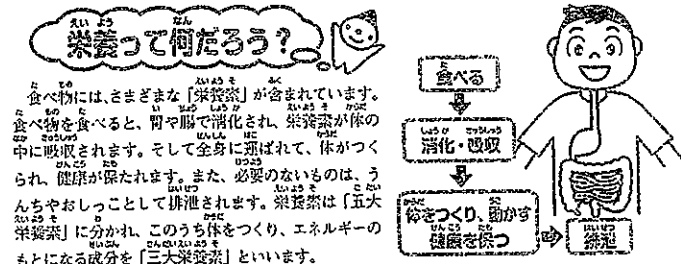 栄養って何だろう？
食べ物には、さまざまな「栄養素」が含まれています。
食べ物を食べると、胃や腸で消化され、栄養素が体の
中に吸収されます。そして全身に運ばれて、体がつく
られ、健康が保たれます。また、必要のないものは、う
んちやおしっことして排泄されます。栄養素は「五大
栄養素」に分かれ、このうち体をつくり、エネルギーの
もとになる成分を「三大栄養素」といいます。
食べる
消化・吸収
体をつくり、動かす
健康を保つ
排泄